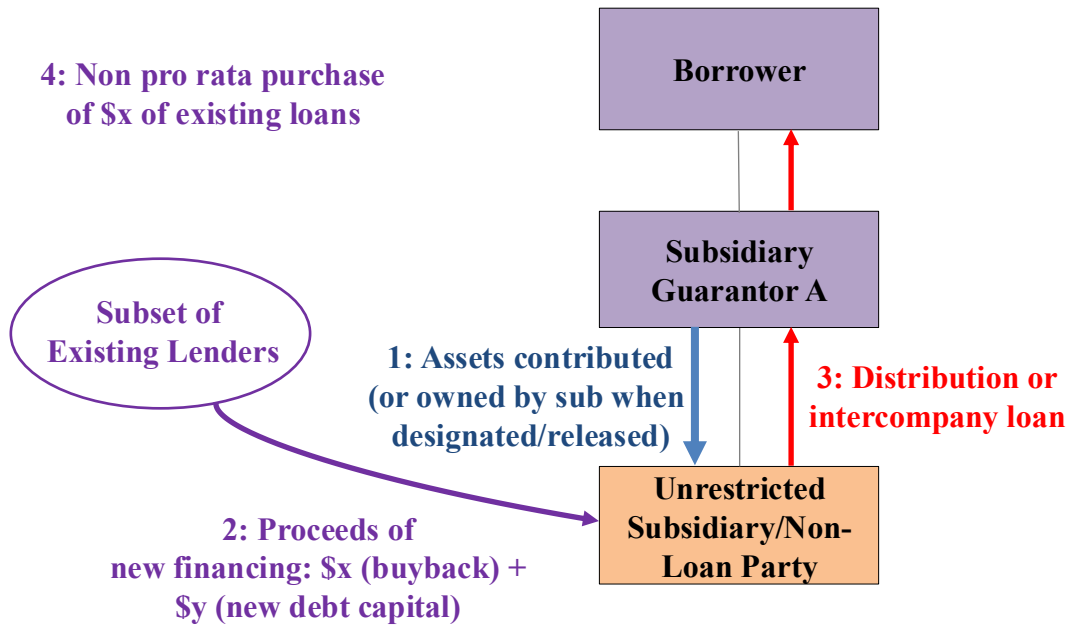 4: Non pro rata purchase
of $x of existing loans
Borrower
Subsidiary
Guarantor A
Subset of
Existing Lenders
1: Assets contributed
(or owned by sub when
designated/released)
3: Distribution or
intercompany loan
2: Proceeds of
new financing: $x (buyback) +
$y (new debt capital)
Unrestricted
Subsidiary/Non-
Loan Party